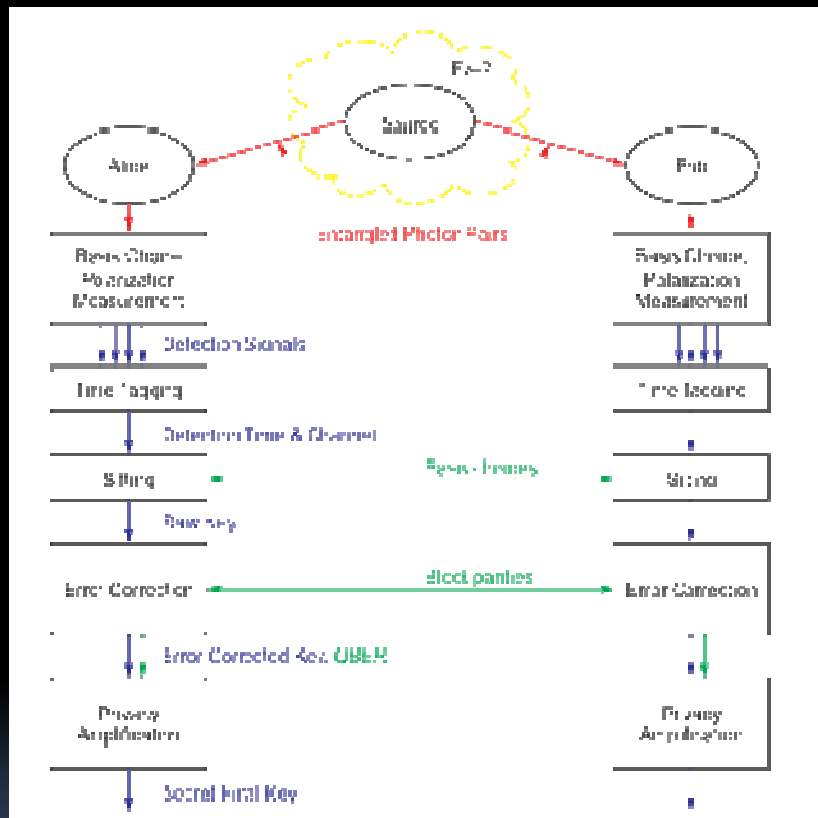 Source
Alice
Bob
Entangled Photon Pairs
Basis Choice,
Polarization
Measurement
Basis Choice,
Polarization
Measurement
Detection Signals
Time Tagging
Time Tagging
Detection Time & Channel
Sifting
Sifting
Raw Key
Error Correction
Block parities
Error Correction
Error Corrected Key, QBER
Privacy
Amplification
Privacy
Amplification
Secret Final Key